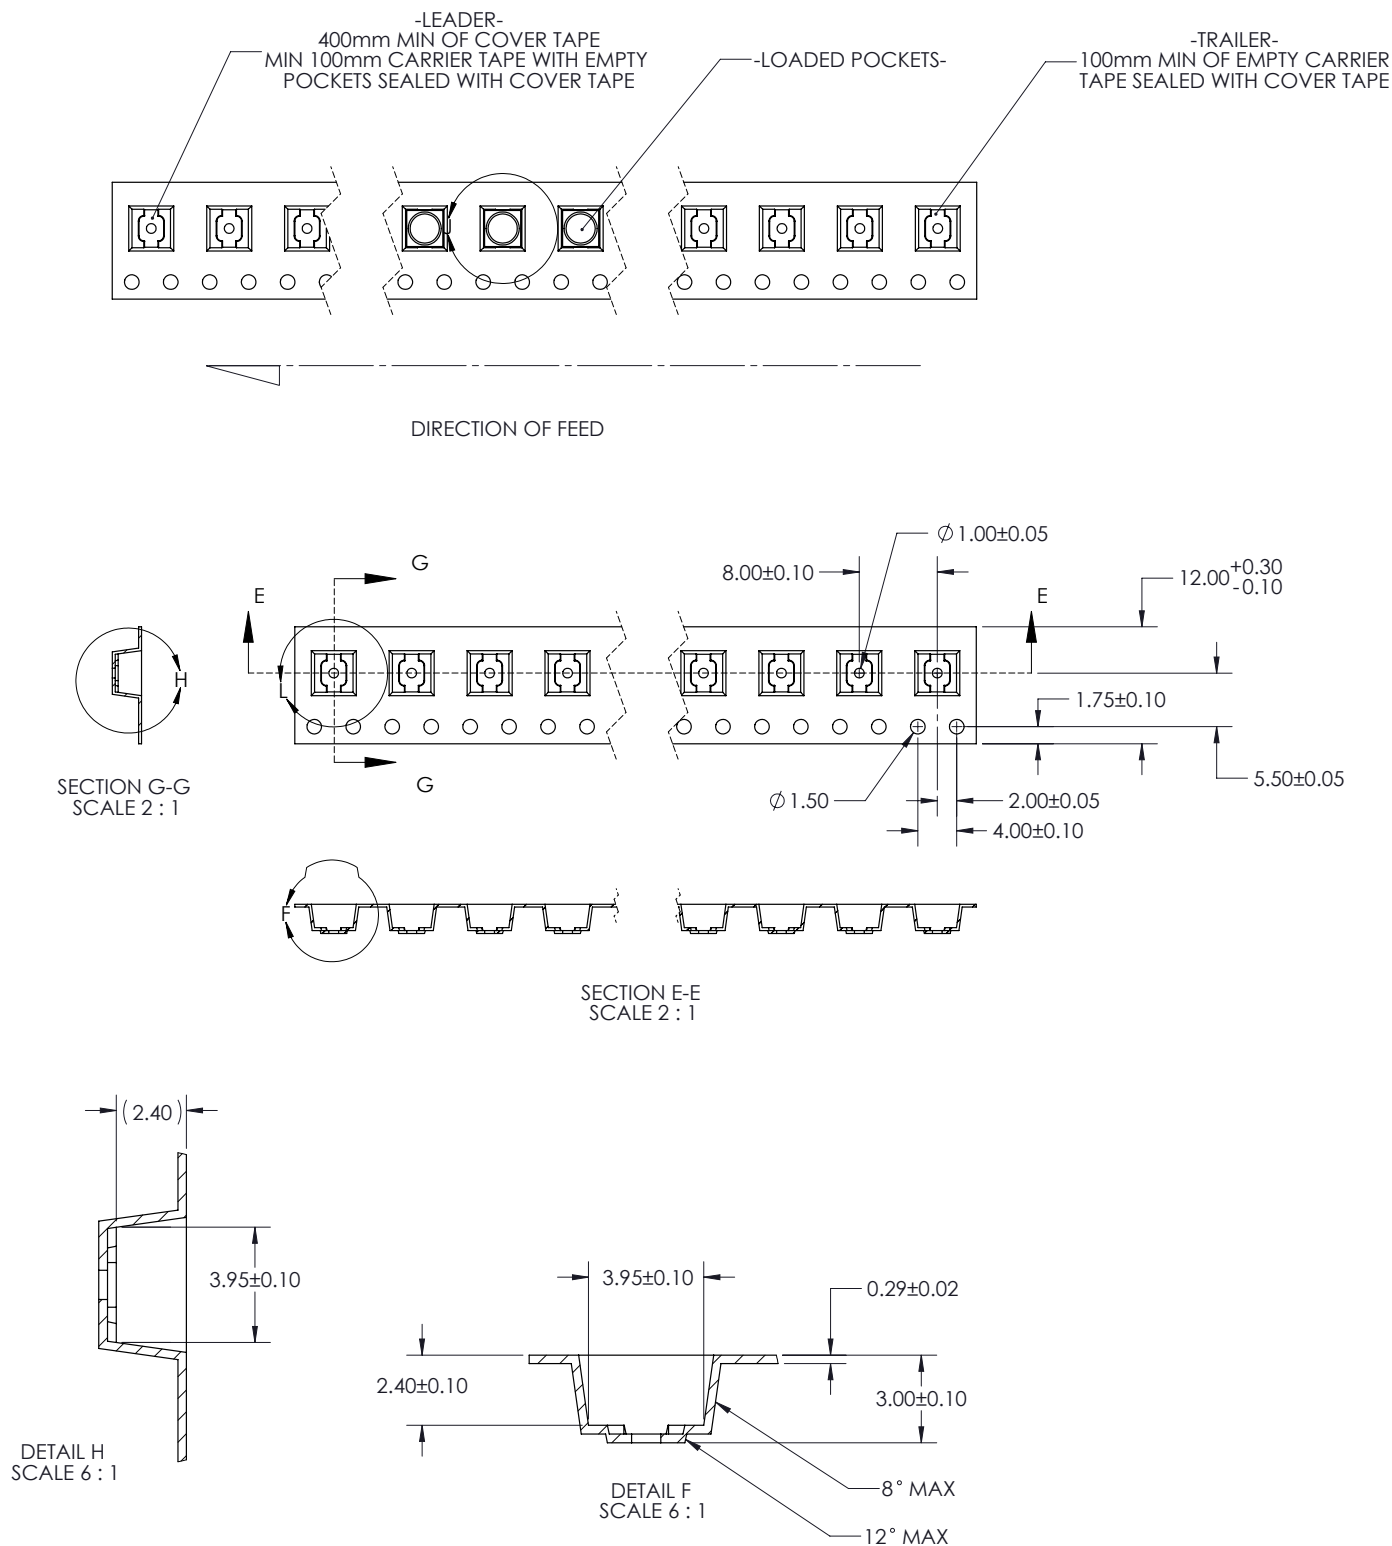 -LEADER-
400mm MIN OF COVER TAPE
MIN 100mm CARRIER TAPE WITH EMPTY
POCKETS SEALED WITH COVER TAPE
-LOADED POCKETS-
-TRAILER-
100mm MIN OF EMPTY CARRIER
TAPE SEALED WITH COVER TAPE
J
DIRECTION OF FEED
G
E
8.00±0.10
∅1.00±0.05
E
12.00 +0.30
-0.10
H
L
1.75±0.10
5.50±0.05
G
∅1.50
2.00±0.05
4.00±0.10
SECTION G-G
SCALE 2 : 1
F
SECTION E-E
SCALE 2 : 1
(2.40)
3.95±0.10
DETAIL H
SCALE 6 : 1
3.95±0.10
0.29±0.02
2.40±0.10
3.00±0.10
8° MAX
12° MAX
DETAIL F
SCALE 6 : 1